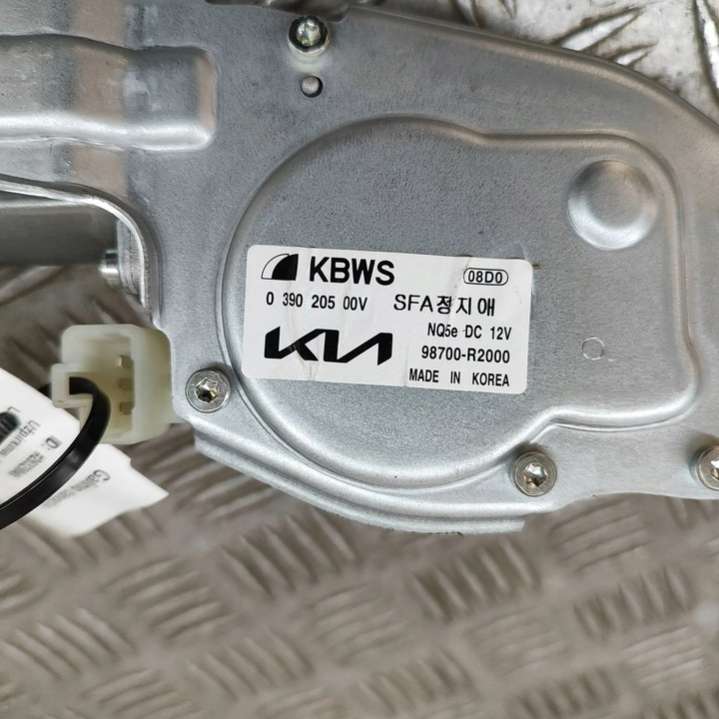 KBWS 08D0
0 390 205 00V SFA정지애
KIA NQ5e DC 12V
98700-R2000
MADE IN KOREA